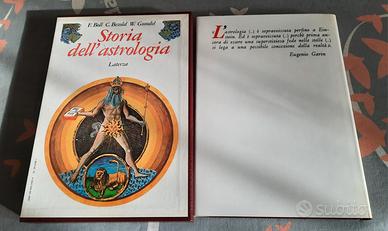 F. Boll C. Bezold W. Gundel
Storia
dell'astrologia
Laterza
L'astrologia (..) è sopravvissuta perfino a Ein-
stein. Ed è sopravvissuta (..) perché prima an-
cora di essere una superstiziosa fede nelle stelle (..)
si lega a una possibile concezione della realtà».
Eugenio Garin
subito